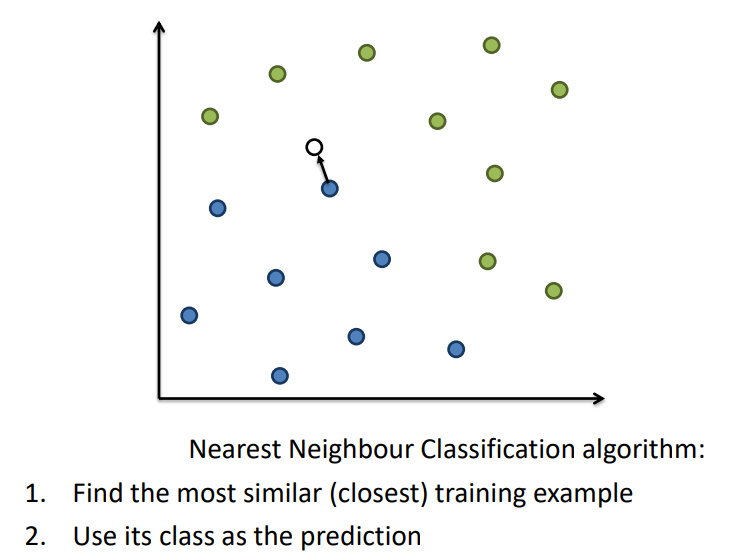 Nearest Neighbour Classification algorithm:
1. Find the most similar (closest) training example
2. Use its class as the prediction